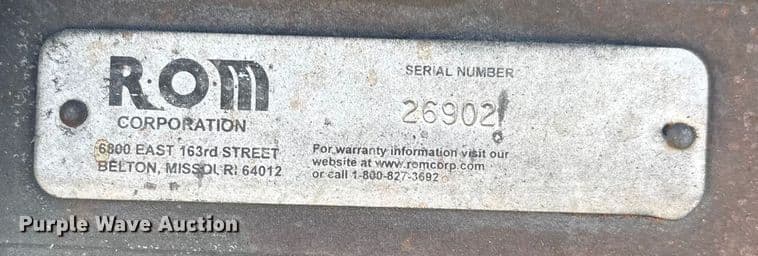 R.O.M
CORPORATION
6800 EAST 163rd STREET
BELTON, MISSOURI 64012
SERIAL NUMBER
26902
For warranty information visit our
website at www.romcorp.com
or call 1-800-827-3692
Purple Wave Auction